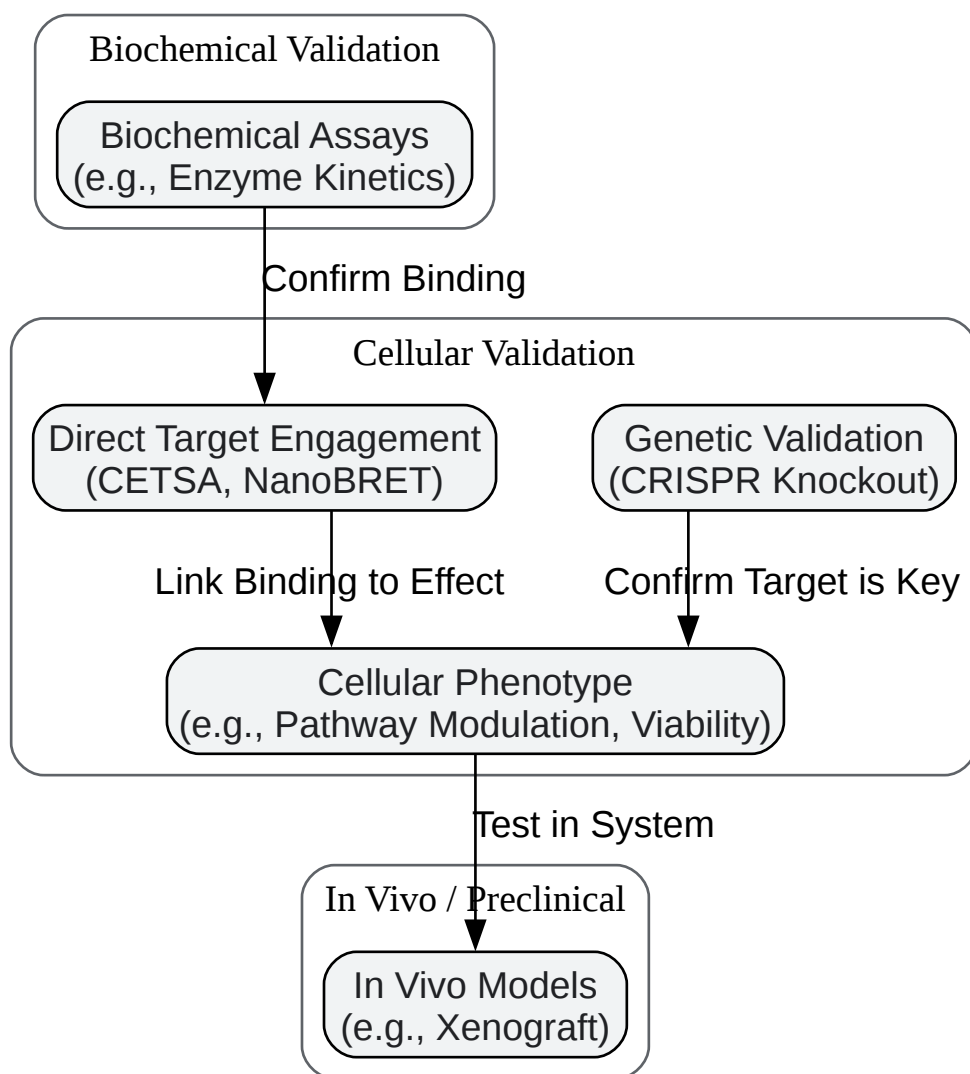 Biochemical Validation
Biochemical Assays
(e.g., Enzyme Kinetics)
Confirm Binding
Cellular Validation
Direct Target Engagement
(CETSA, NanoBRET)
Genetic Validation
(CRISPR Knockout)
Link Binding to Effect
Confirm Target is Key
Cellular Phenotype
(e.g., Pathway Modulation, Viability)
Test in System
In Vivo / Preclinical
In Vivo Models
(e.g., Xenograft)